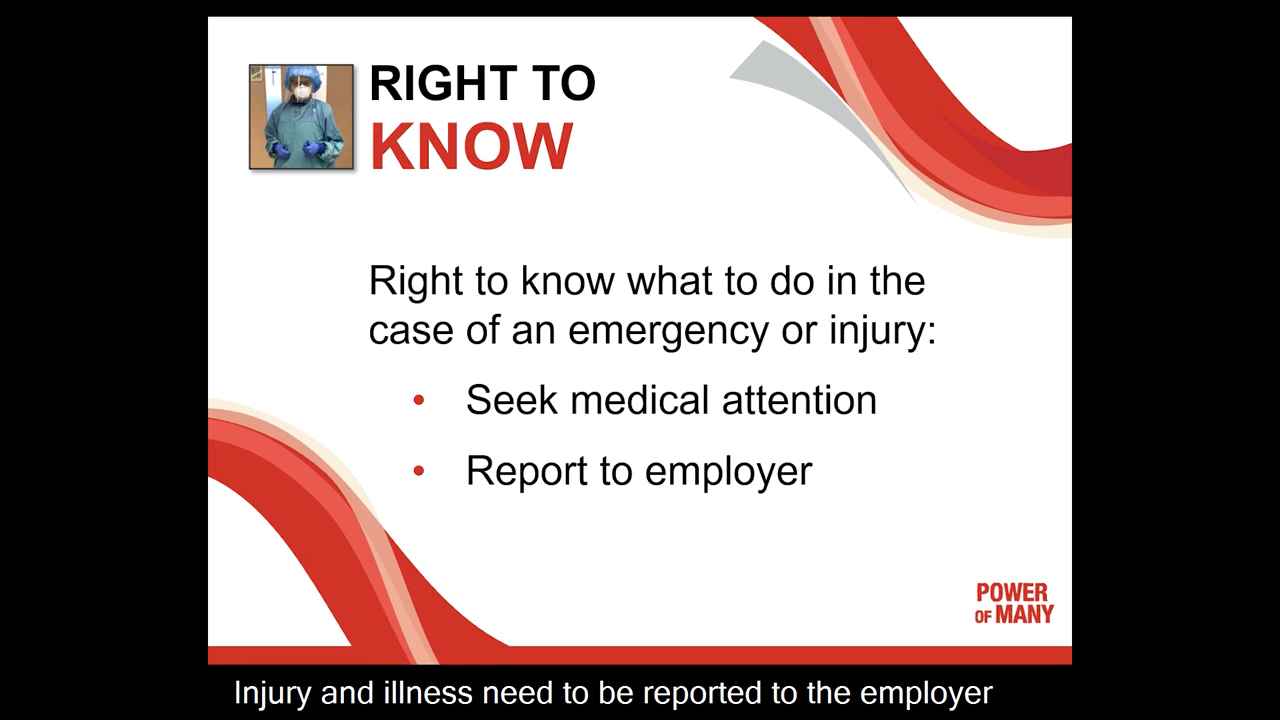 RIGHT TO
KNOW
Right to know what to do in the
case of an emergency or injury:
• Seek medical attention
• Report to employer
POWER
OF MANY
Injury and illness need to be reported to the employer